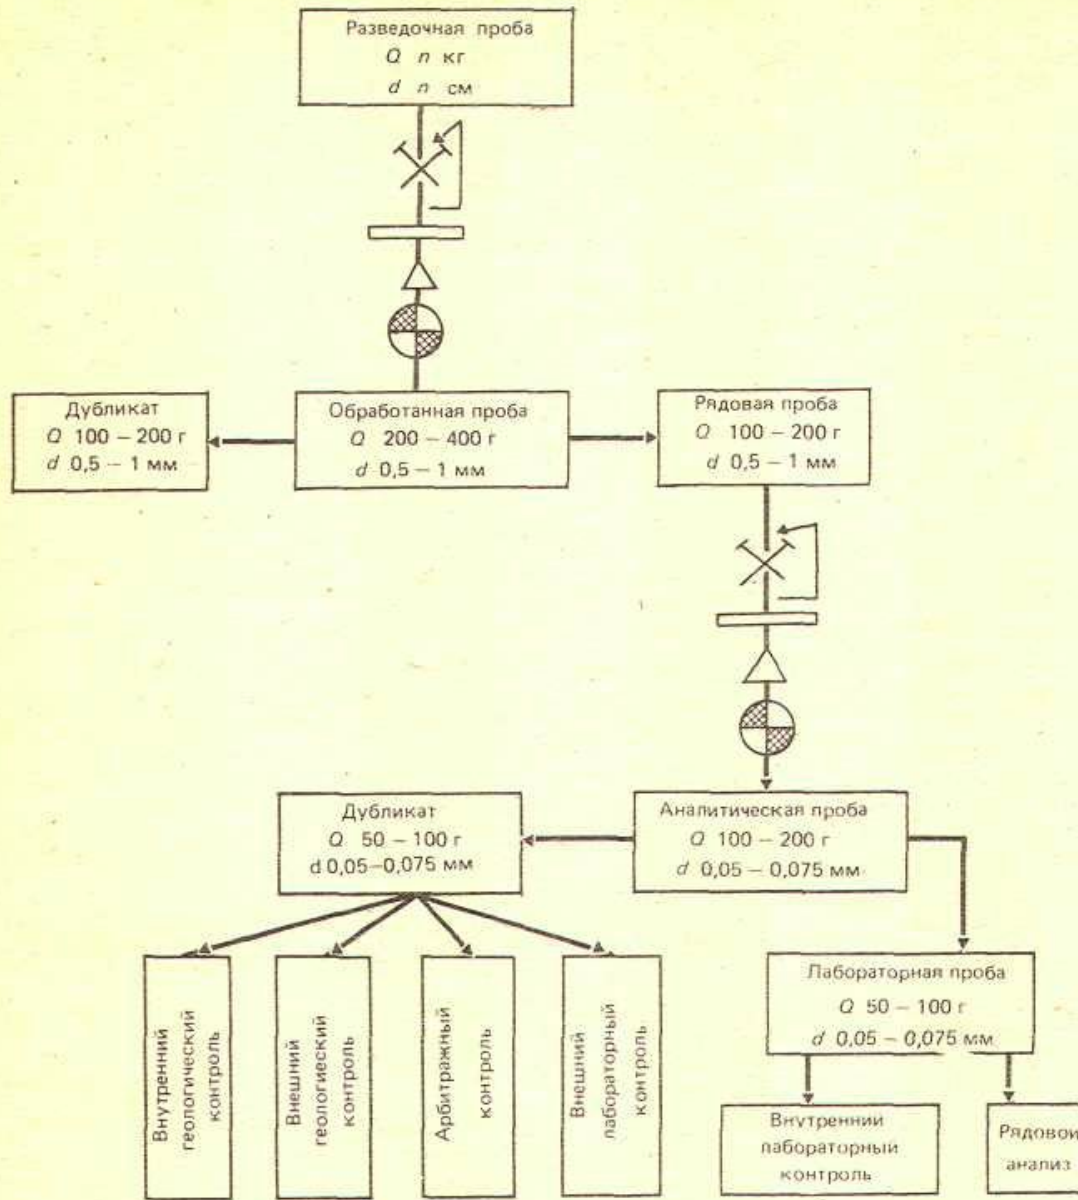 Разведочная проба
Q n кг
d n см
Дубликат
Q 100 – 200 г
d 0,5 – 1 мм
Обработанная проба
Q 200 – 400 г
d 0,5 – 1 мм
Рядовая проба
Q 100 – 200 г
d 0,5 – 1 мм
Дубликат
Q 50 – 100 г
d 0,05–0,075 мм
Аналитическая проба
Q 100 – 200 г
d 0,05 – 0,075 мм
Внутренний
геологический
контроль
Внешний
геологиеский
контроль
Арбитражный
контроль
Внешний
лабораторный
контроль
Лабораторная проба
Q 50 – 100 г
d 0,05 – 0,075 мм
Внутренний
лабораторный
контроль
Рядовой
анализ